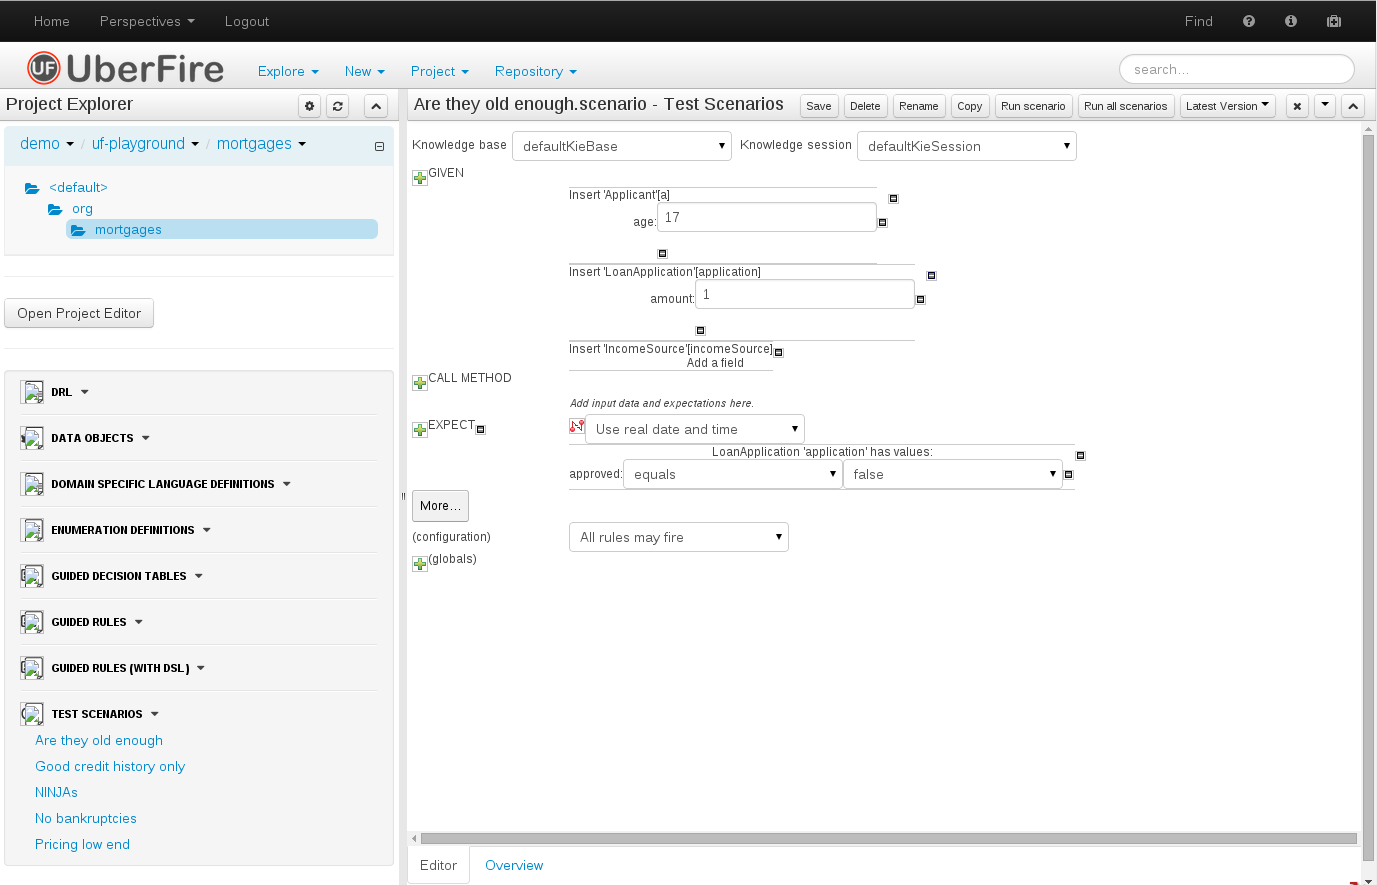 Home Perspectives Logout Find
UF UberFire Explore New Project Repository search...
Project Explorer
demo / uf-playground / mortgages
<default>
org
mortgages
Open Project Editor
DRL
DATA OBJECTS
DOMAIN SPECIFIC LANGUAGE DEFINITIONS
ENUMERATION DEFINITIONS
GUIDED DECISION TABLES
GUIDED RULES
GUIDED RULES (WITH DSL)
TEST SCENARIOS
Are they old enough
Good credit history only
NINJAs
No bankruptcies
Pricing low end
Are they old enough.scenario - Test Scenarios Save Delete Rename Copy Run scenario Run all scenarios Latest Version
Knowledge base defaultKieBase Knowledge session defaultKieSession
GIVEN
Insert 'Applicant'[a]
age: 17
Insert 'LoanApplication'[application]
amount: 1
Insert 'IncomeSource'[incomeSource]
Add a field
CALL METHOD
Add input data and expectations here.
EXPECT Use real date and time
LoanApplication 'application' has values:
approved: equals false
More...
(configuration) All rules may fire
(globals)
Editor Overview